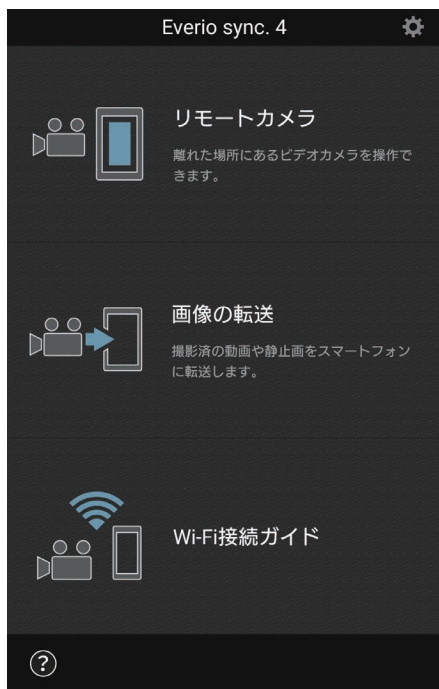 Everio sync. 4
リモートカメラ
離れた場所にあるビデオカメラを操作で
きます。
画像の転送
撮影済の動画や静止画をスマートフォン
に転送します。
Wi-Fi接続ガイド
?